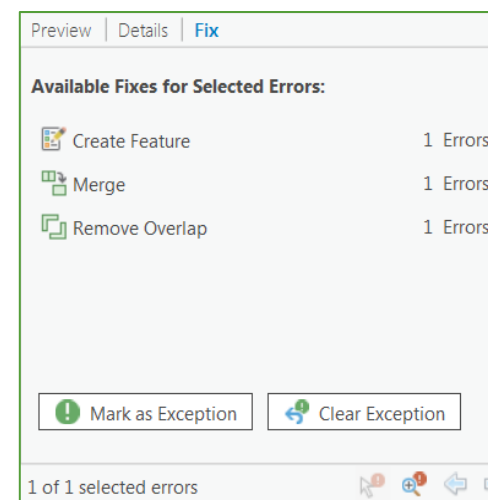 Preview | Details | Fix
Available Fixes for Selected Errors:
Create Feature 1 Errors
Merge 1 Errors
Remove Overlap 1 Errors
Mark as Exception Clear Exception
1 of 1 selected errors